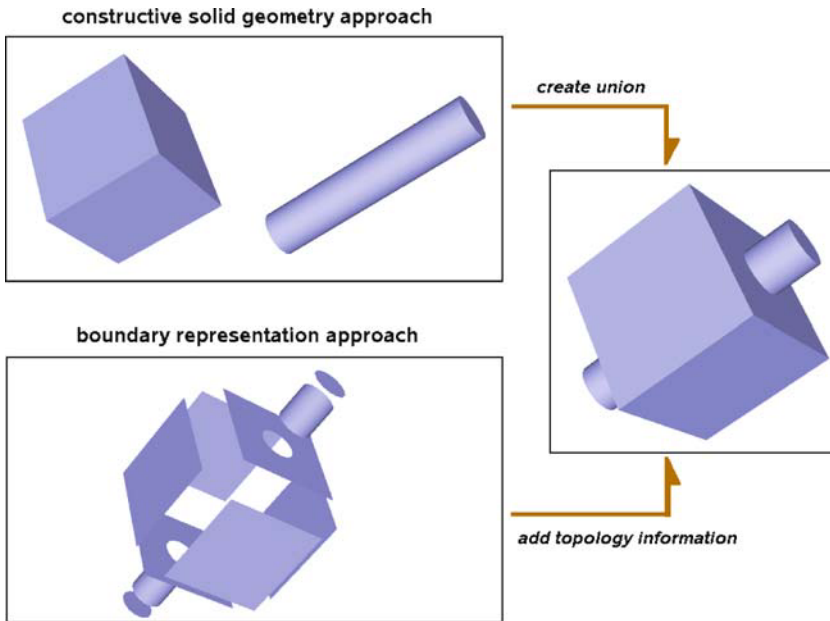 constructive solid geometry approach
create union
boundary representation approach
add topology information